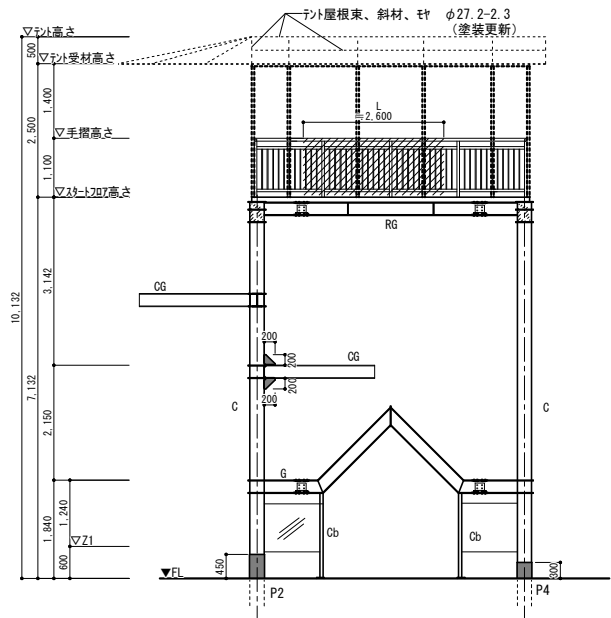 テント屋根束、斜材、モヤ φ27.2-2.3
(塗装更新)
▽テント高さ
500
▽テント受材高さ
1,400
2,500
L
≒2,600
▽手摺高さ
1,100
▽スタートフロア高さ
RG
3,142
10,132
CG
200
200
CG
7,132
200
200
C
C
2,150
G
1,240
1,840
Cb
Cb
▽Z1
600
450
300
▼FL
P2
P4